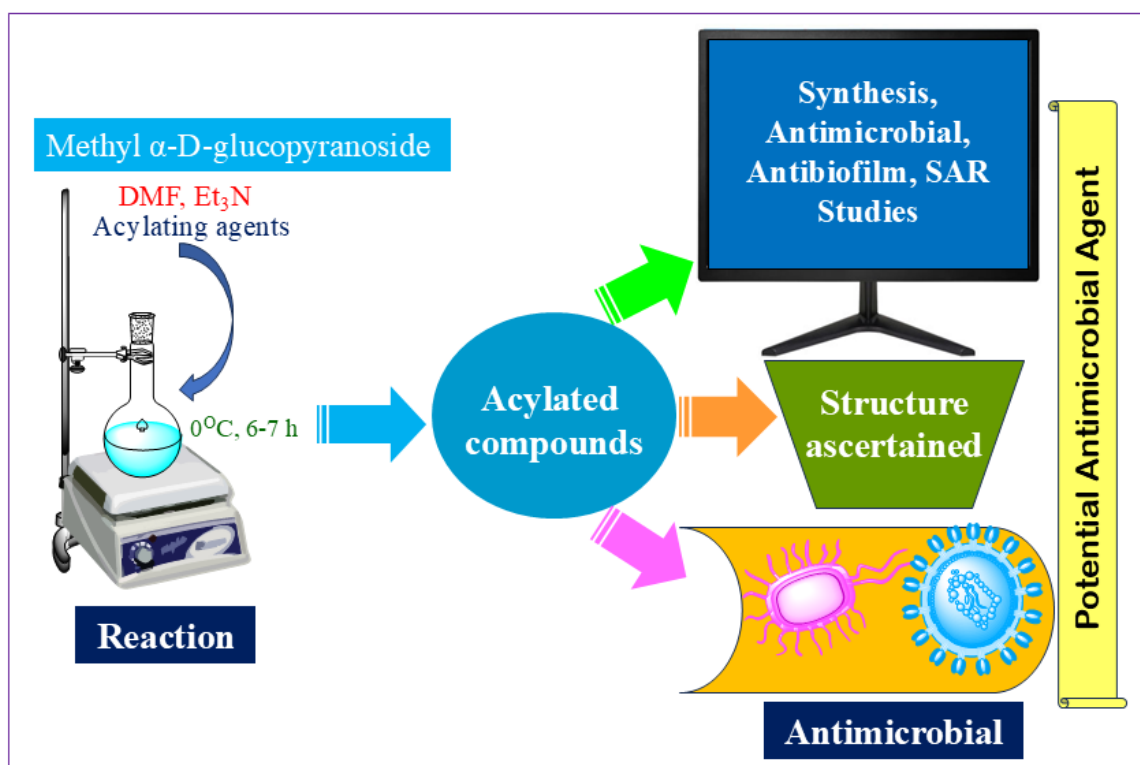 Methyl α-D-glucopyranoside
DMF, Et₃N
Acylating agents
0⁰C, 6-7 h
Reaction
Acylated
compounds
Synthesis,
Antimicrobial,
Antibiofilm, SAR
Studies
Structure
ascertained
Antimicrobial
Potential Antimicrobial Agent